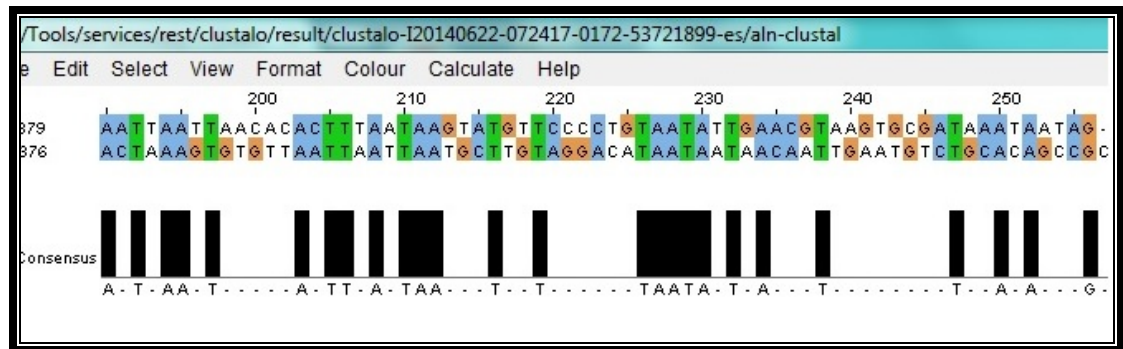 /Tools/services/rest/clustalo/result/clustalo-I20140622-072417-0172-53721899-es/aln-clustal
e Edit Select View Format Colour Calculate Help
200 210 220 230 240 250
379 AATTAATTAACACACTTTAATAAGTATGTTCCCCTGTAATATTGAACGTAAGTGCGATAAATAATAG-
376 ACTAAAGTGTGTTAATTAATTAATGCTTGTAGGACATAATAATAACAATTGAATGTCTGCACAGCCGC
Consensus
A-T-AA-T-----A-TT-A-TAA---T--T------TAATA-T-A---T--------T--A-A---G-